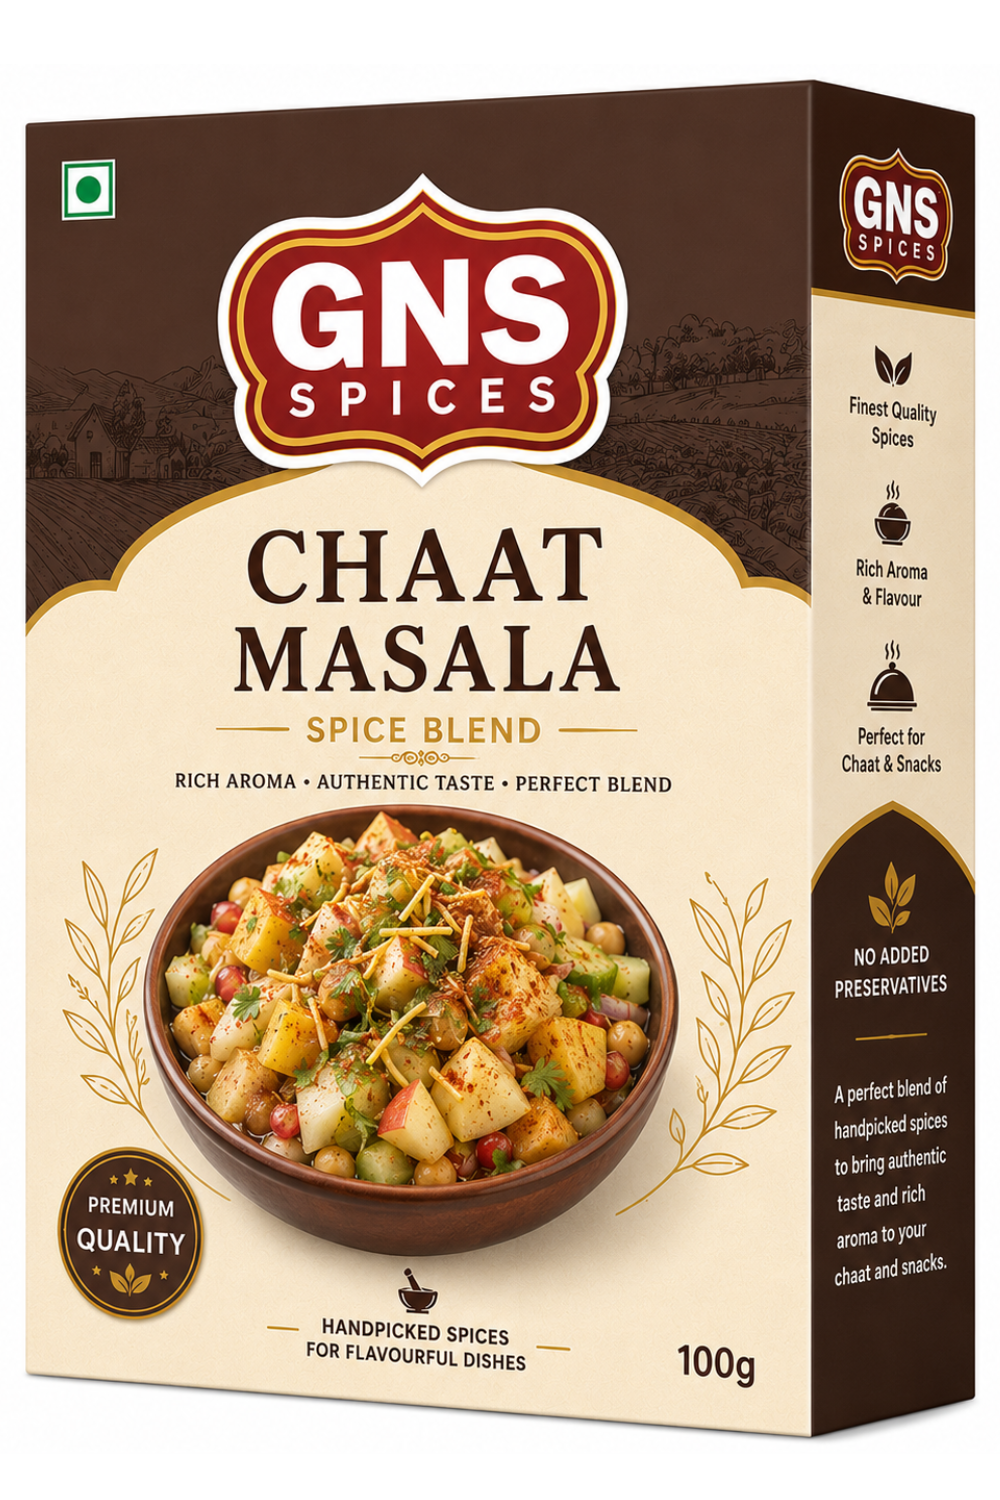 GNS
SPICES
CHAAT
MASALA
SPICE BLEND
RICH AROMA • AUTHENTIC TASTE • PERFECT BLEND
PREMIUM
QUALITY
HANDPICKED SPICES
FOR FLAVOURFUL DISHES
100g
GNS
SPICES
Finest Quality
Spices
Rich Aroma
& Flavour
Perfect for
Chaat & Snacks
NO ADDED
PRESERVATIVES
A perfect blend of
handpicked spices
to bring authentic
taste and rich
aroma to your
chaat and snacks.